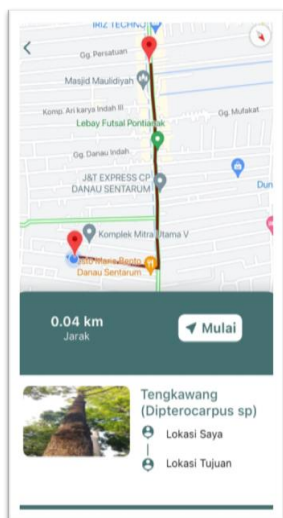 IRIZ TECHNO
Gg. Persatuan
Masjid Maulidiyah
Komp. Ari karya Indah III
Gg. Mufakat
Lebay Futsal Pontianak
Gg. Danau Indah
J&T EXPRESS CP
DANAU SENTARUM
Dun
Komplek Mitra Utama V
Danau Sentarum
0.04 km
Jarak
Mulai
Tengkawang
(Dipterocarpus sp)
Lokasi Saya
Lokasi Tujuan